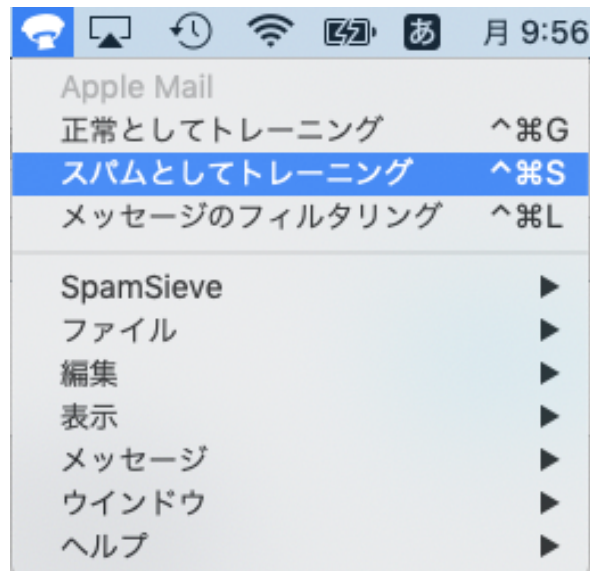 あ 月 9:56
Apple Mail
正常としてトレーニング ^⌘G
スパムとしてトレーニング ^⌘S
メッセージのフィルタリング ^⌘L
SpamSieve
ファイル
編集
表示
メッセージ
ウインドウ
ヘルプ